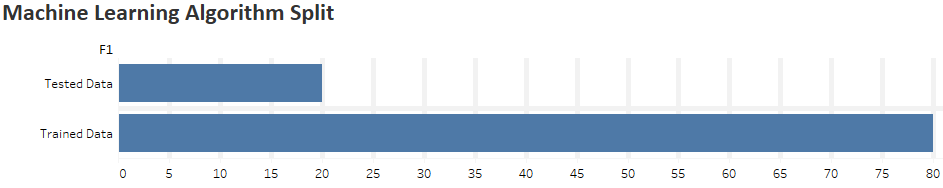 Machine Learning Algorithm Split
F1
Tested Data
Trained Data
0 5 10 15 20 25 30 35 40 45 50 55 60 65 70 75 80